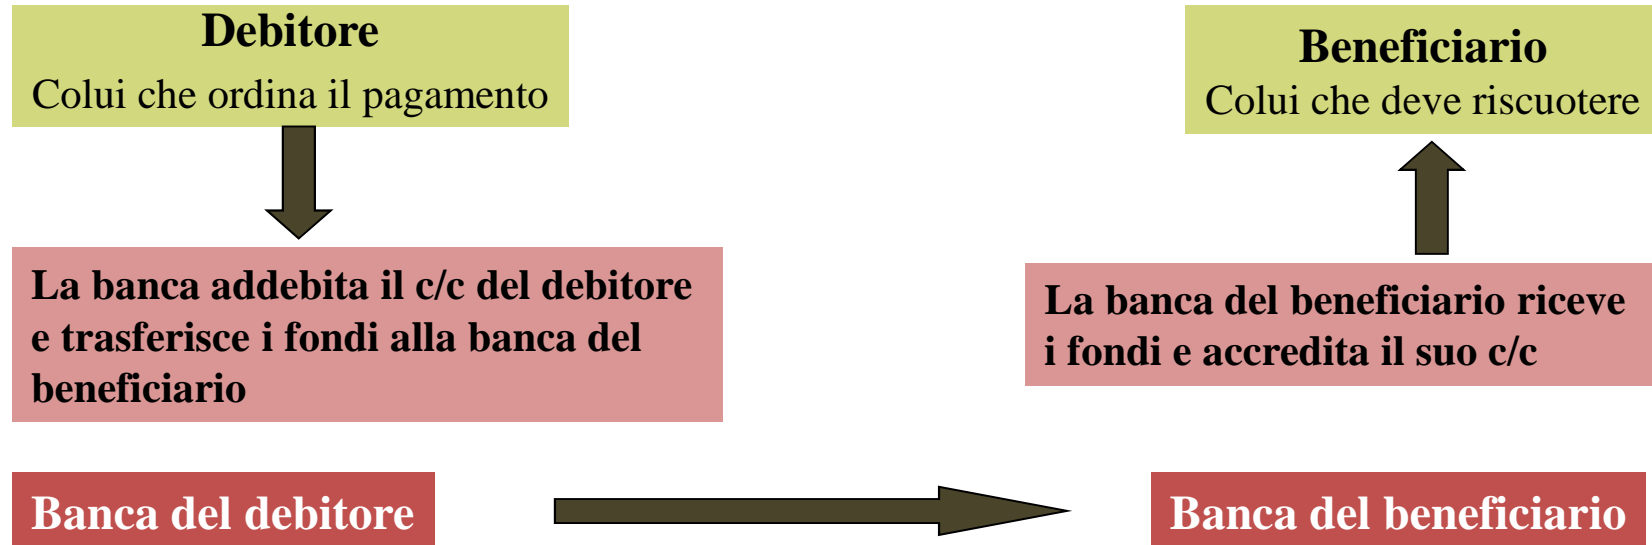 Debitore
Colui che ordina il pagamento
Beneficiario
Colui che deve riscuotere
La banca addebita il c/c del debitore
e trasferisce i fondi alla banca del
beneficiario
La banca del beneficiario riceve
i fondi e accredita il suo c/c
Banca del debitore
Banca del beneficiario